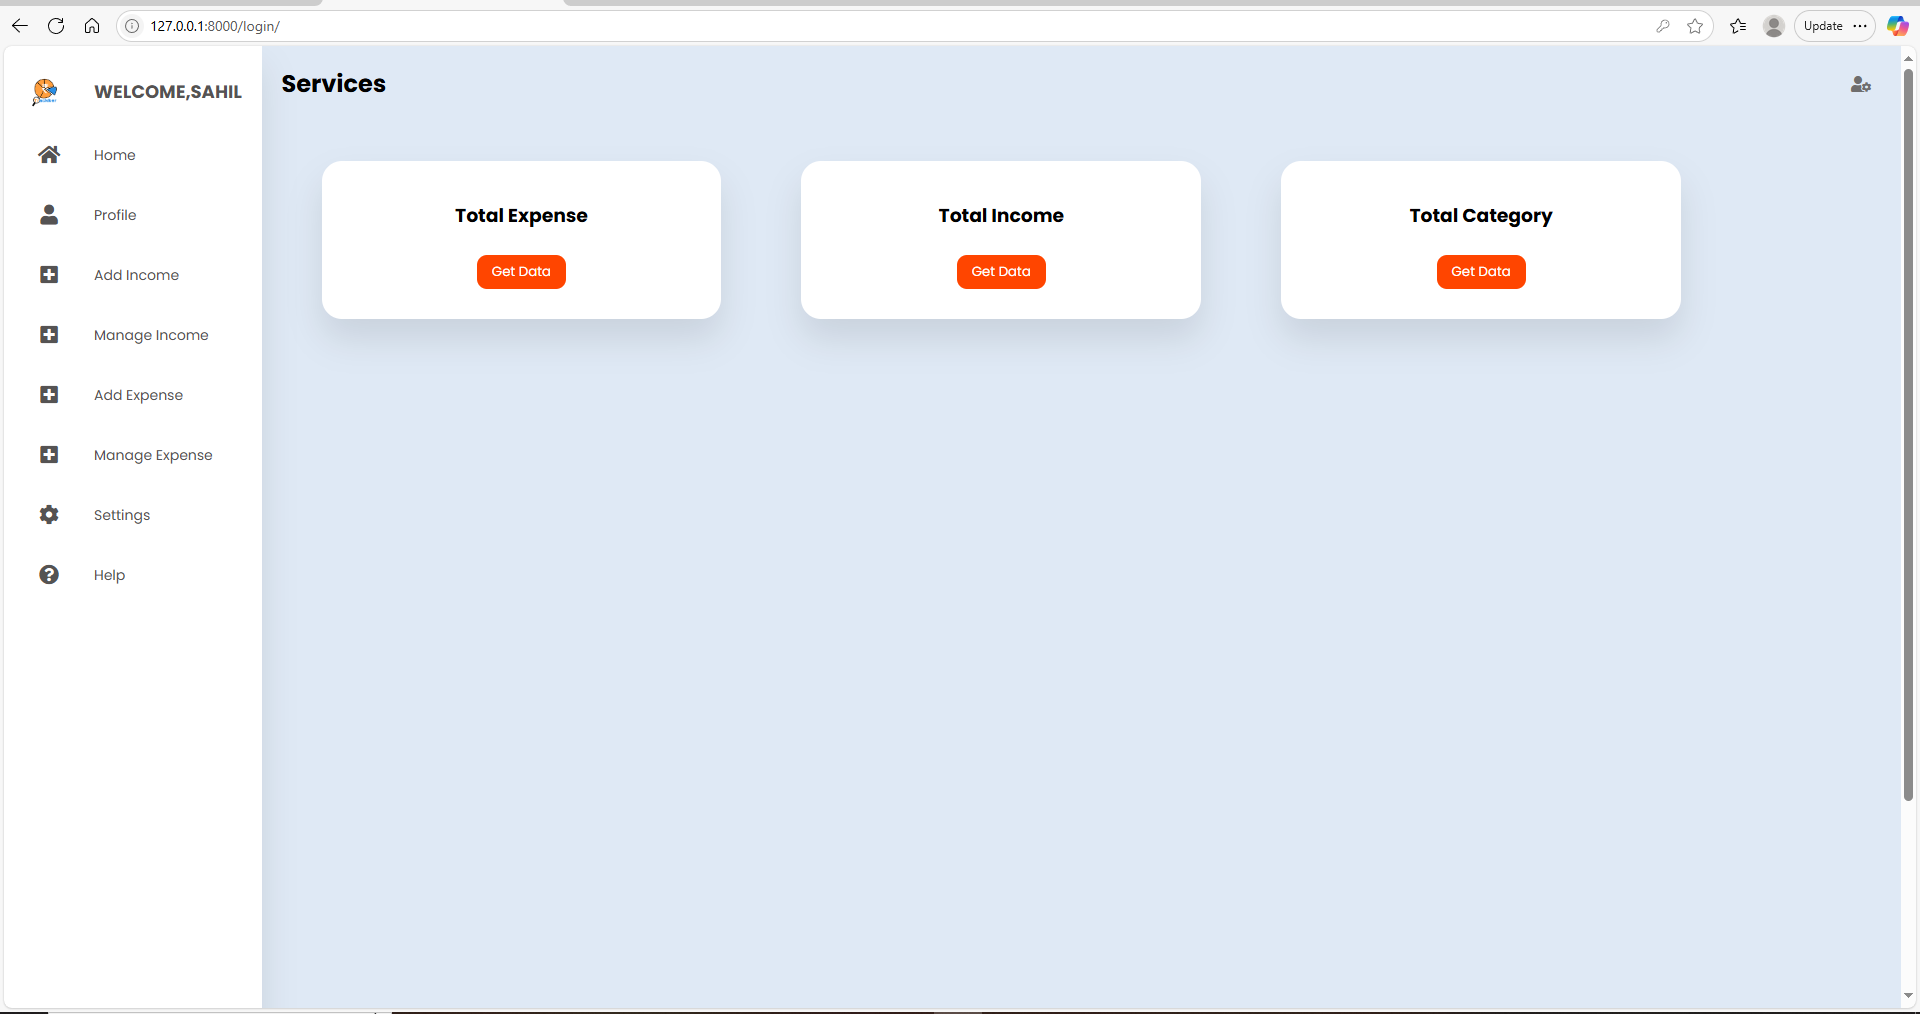 127.0.0.1:8000/login/
Update
WELCOME,SAHIL
Services
Home
Profile
Add Income
Manage Income
Add Expense
Manage Expense
Settings
Help
Total Expense
Get Data
Total Income
Get Data
Total Category
Get Data